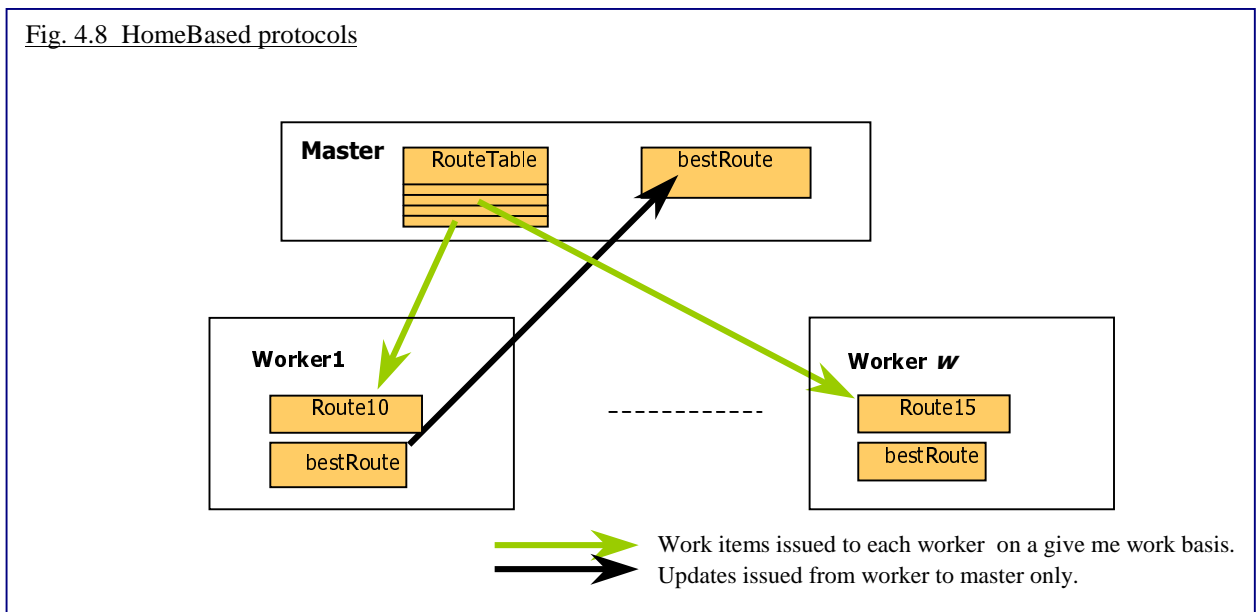 Fig. 4.8 HomeBased protocols
Master
RouteTable
bestRoute
Worker1
Route10
bestRoute
Worker w
Route15
bestRoute
Work items issued to each worker on a give me work basis.
Updates issued from worker to master only.